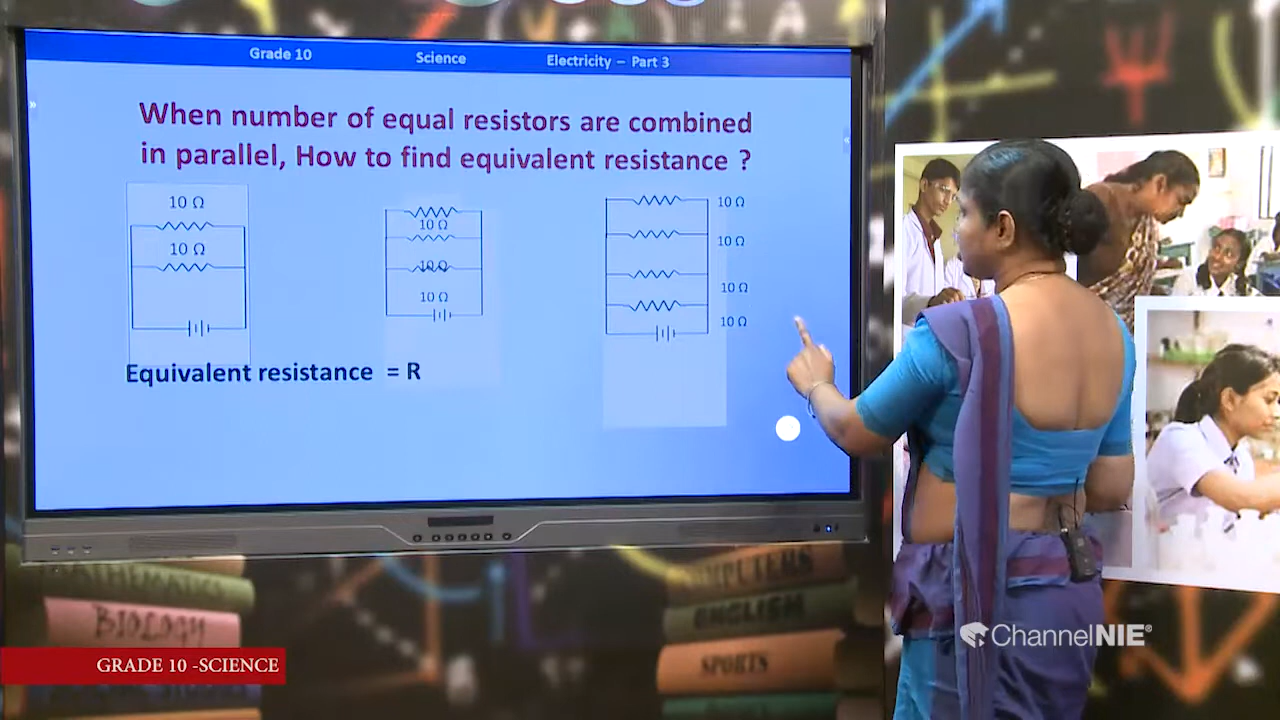 Grade 10 Science Electricity – Part 3
When number of equal resistors are combined
in parallel, How to find equivalent resistance ?
10 Ω
10 Ω
10 Ω
10 Ω
10 Ω
10 Ω
10 Ω
10 Ω
10 Ω
Equivalent resistance = R
MATHEMATICS
BIOLOGY
COMPUTERS
ENGLISH
SPORTS
GRADE 10 -SCIENCE
ChannelNIE®